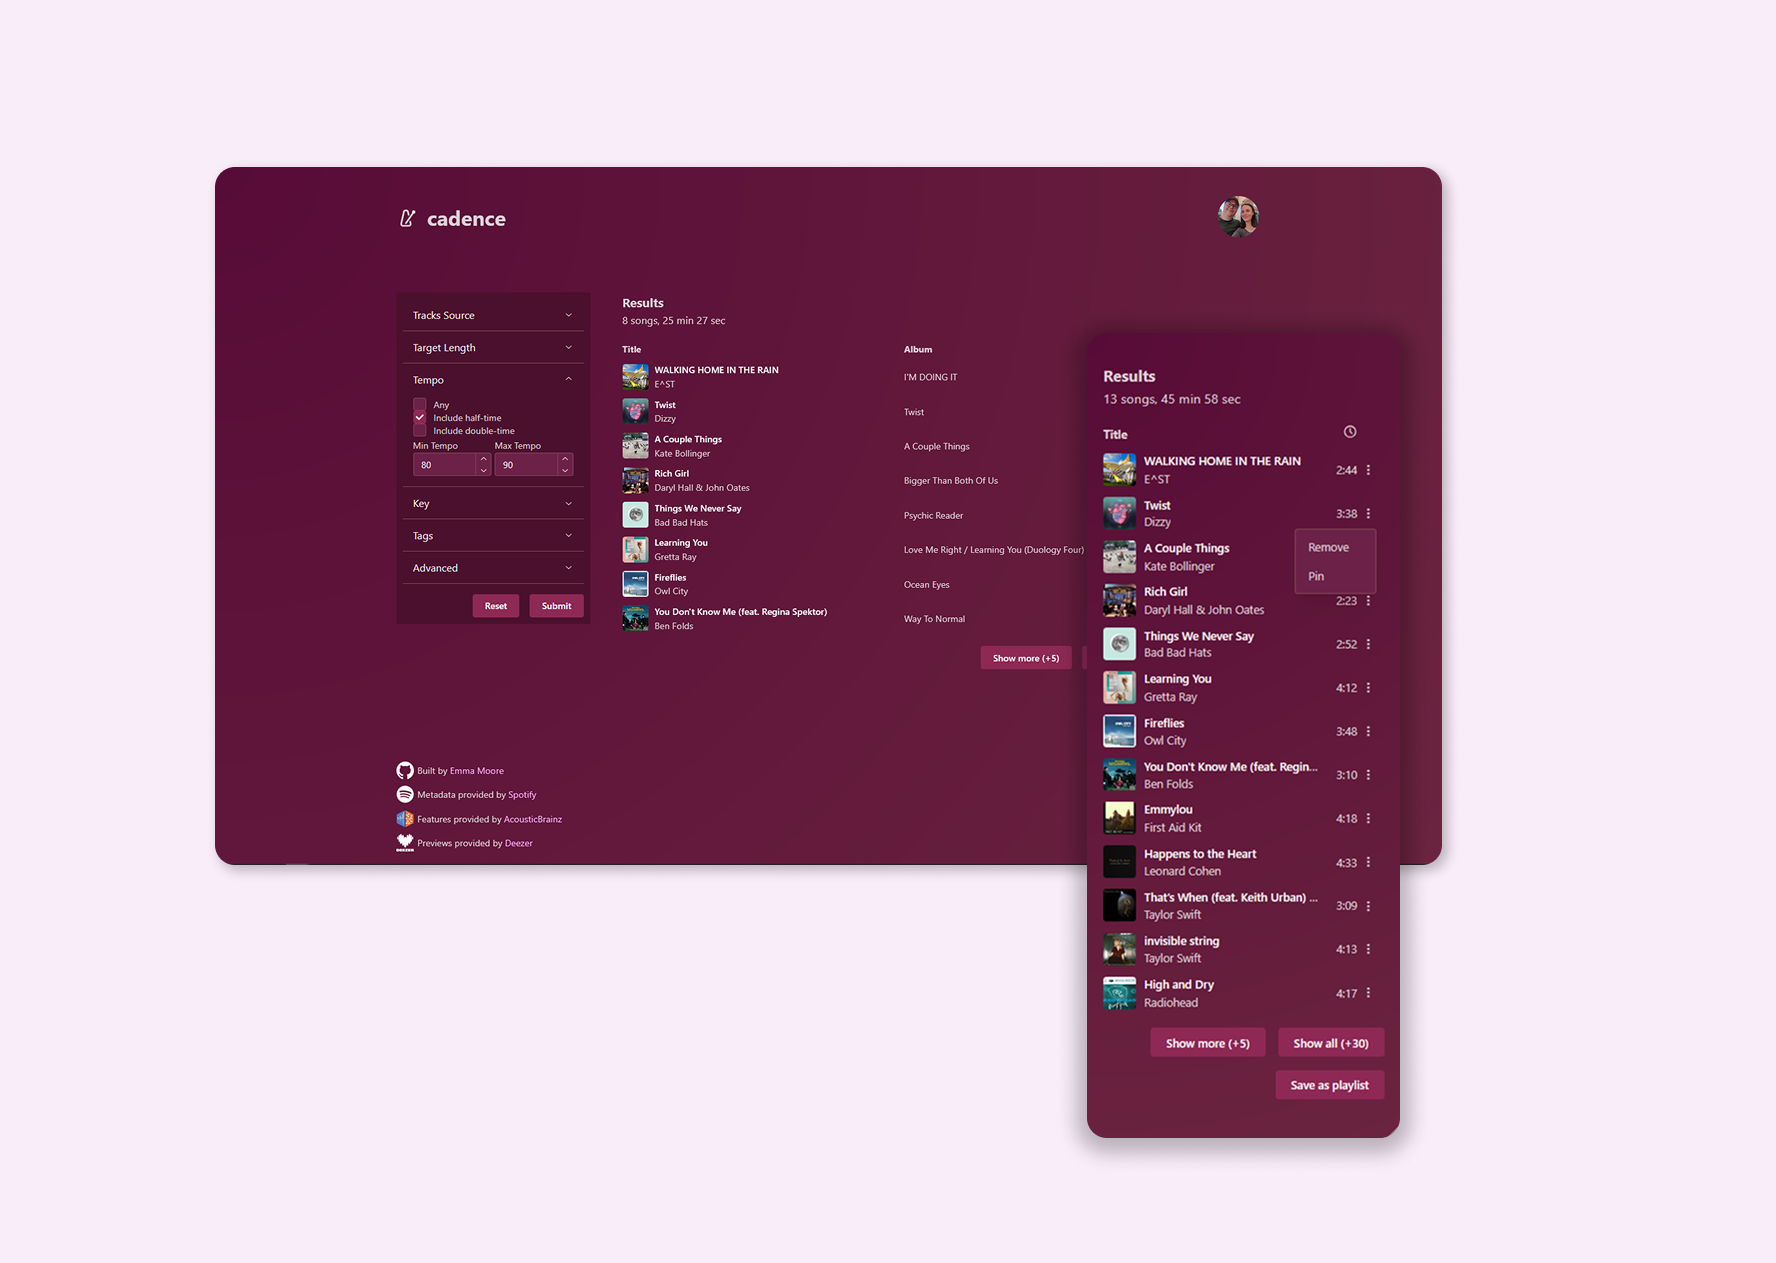 cadence
Tracks Source
Target Length
Tempo
Any
Include half-time
Include double-time
Min Tempo Max Tempo
80 90
Key
Tags
Advanced
Reset Submit
Results
8 songs, 25 min 27 sec
Title Album
WALKING HOME IN THE RAIN
E^ST
I'M DOING IT
Twist
Dizzy
Twist
A Couple Things
Kate Bollinger
A Couple Things
Rich Girl
Daryl Hall & John Oates
Bigger Than Both Of Us
Things We Never Say
Bad Bad Hats
Psychic Reader
Learning You
Gretta Ray
Love Me Right / Learning You (Duology Four)
Fireflies
Owl City
Ocean Eyes
You Don't Know Me (feat. Regina Spektor)
Ben Folds
Way To Normal
Show more (+5)
Built by Emma Moore
Metadata provided by Spotify
Features provided by AcousticBrainz
Previews provided by Deezer
Results
13 songs, 45 min 58 sec
Title
WALKING HOME IN THE RAIN
E^ST
2:44
Twist
Dizzy
3:38
Remove
Pin
A Couple Things
Kate Bollinger
Rich Girl
Daryl Hall & John Oates
2:23
Things We Never Say
Bad Bad Hats
2:52
Learning You
Gretta Ray
4:12
Fireflies
Owl City
3:48
You Don't Know Me (feat. Regin...
Ben Folds
3:10
Emmylou
First Aid Kit
4:18
Happens to the Heart
Leonard Cohen
4:33
That's When (feat. Keith Urban) ...
Taylor Swift
3:09
invisible string
Taylor Swift
4:13
High and Dry
Radiohead
4:17
Show more (+5) Show all (+30)
Save as playlist